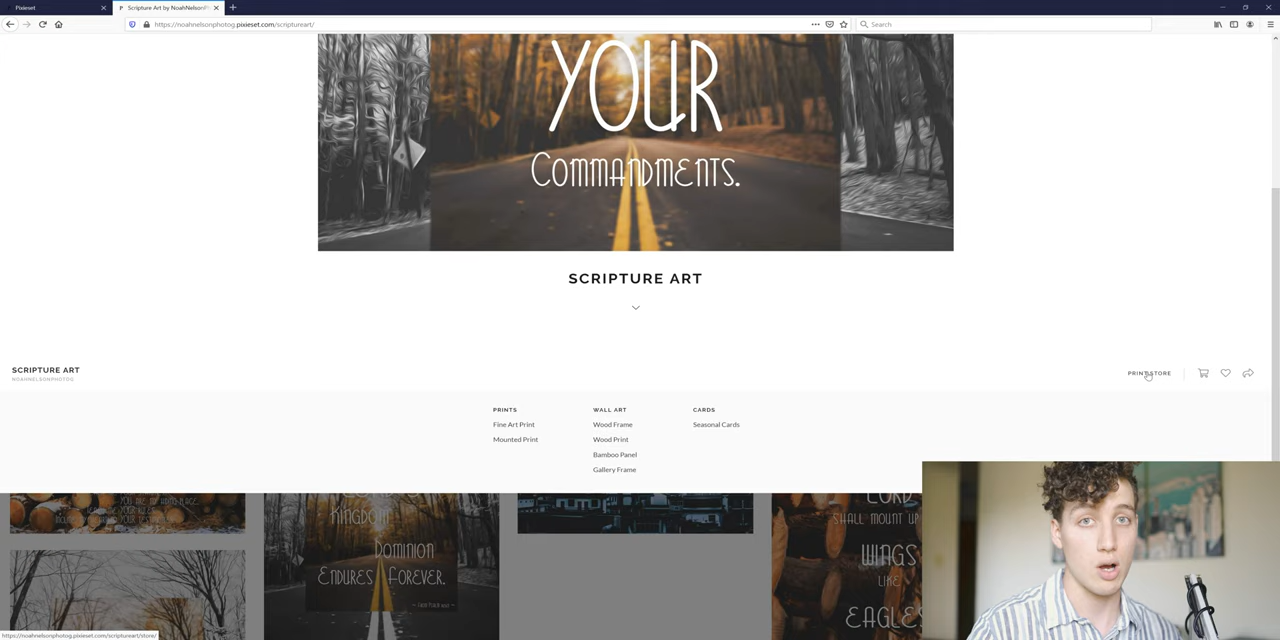 Pixieset
Scripture Art by NoahNelsonP
https://noahnelsonphotog.pixieset.com/scriptureart/
Search
YOUR
COMMANDMENTS.
SCRIPTURE ART
SCRIPTURE ART
NOAHNELSONPHOTOG
PRINT STORE
PRINTS
WALL ART
CARDS
Fine Art Print
Wood Frame
Seasonal Cards
Mounted Print
Wood Print
Bamboo Panel
Gallery Frame
KINGDOM
DOMINION
ENDURES FOREVER.
LORD
SHALL MOUNT UP
WINGS
LIKE
EAGLES
https://noahnelsonphotog.pixieset.com/scriptureart/store/